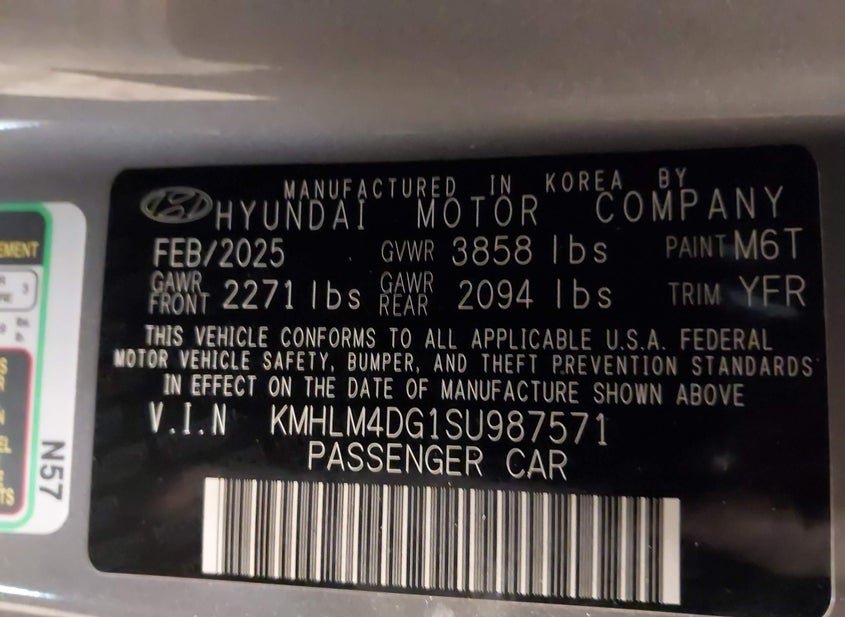 MANUFACTURED IN KOREA BY
HYUNDAI MOTOR COMPANY
FEB/2025 GVWR 3858 lbs PAINT M6T
GAWR FRONT 2271 lbs GAWR REAR 2094 lbs TRIM YFR
THIS VEHICLE CONFORMS TO ALL APPLICABLE U.S.A. FEDERAL
MOTOR VEHICLE SAFETY, BUMPER, AND THEFT PREVENTION STANDARDS
IN EFFECT ON THE DATE OF MANUFACTURE SHOWN ABOVE
V.I.N KMHLM4DG1SU987571
PASSENGER CAR
3
N57